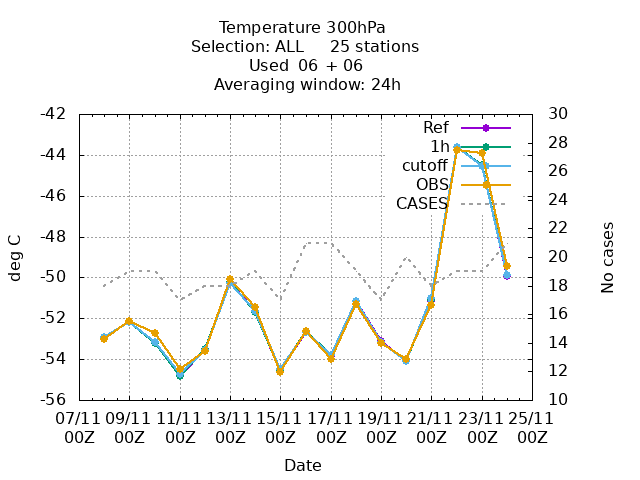 Temperature 300hPa
Selection: ALL     25 stations
Used  06 + 06
Averaging window: 24h
-42
-44
-46
-48
-50
-52
-54
-56
deg C
30
28
26
24
22
20
18
16
14
12
10
No cases
Ref
1h
cutoff
OBS
CASES
07/11 09/11 11/11 13/11 15/11 17/11 19/11 21/11 23/11 25/11
00Z 00Z 00Z 00Z 00Z 00Z 00Z 00Z 00Z 00Z
Date